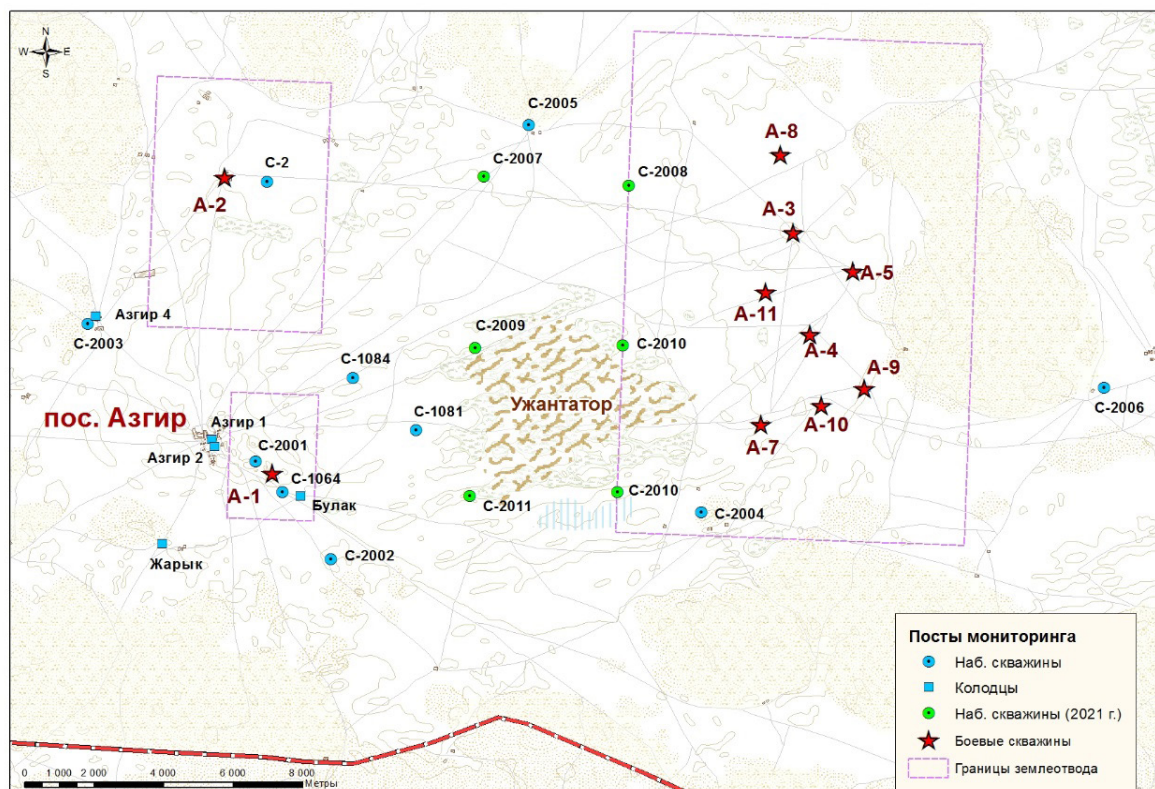 N
W E
S
С-2005
А-8
С-2
С-2007
С-2008
А-2
А-3
А-5
А-11
Азгир 4
С-2003
С-2009
С-2010
А-4
С-1084
А-9
С-2006
Ужантатор
пос. Азгир
Азгир 1
С-1081
А-10
Азгир 2
С-2001
А-7
С-1064
А-1
Булак
С-2011
С-2010
С-2004
Жарык
С-2002
Посты мониторинга
Наб. скважины
Колодцы
Наб. скважины (2021 г.)
Боевые скважины
Границы землеотвода
0 1 000 2 000 4 000 6 000 8 000
Метры